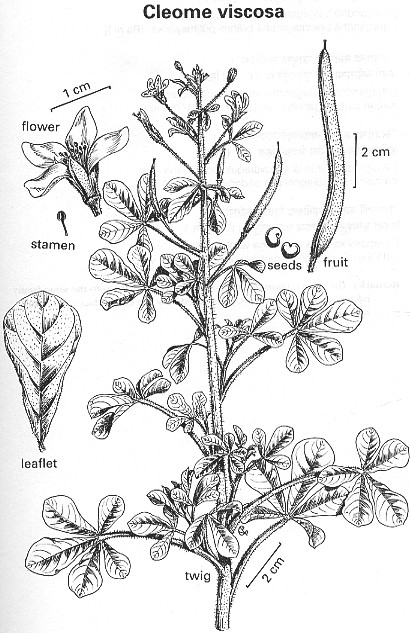 Cleome viscosa
1 cm
flower
2 cm
stamen
seeds
fruit
leaflet
twig
2 cm